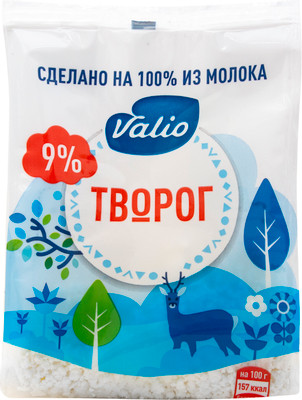 СДЕЛАНО НА 100% ИЗ МОЛОКА
Valio
9%
ТВОРОГ
на 100 г
157 ккал